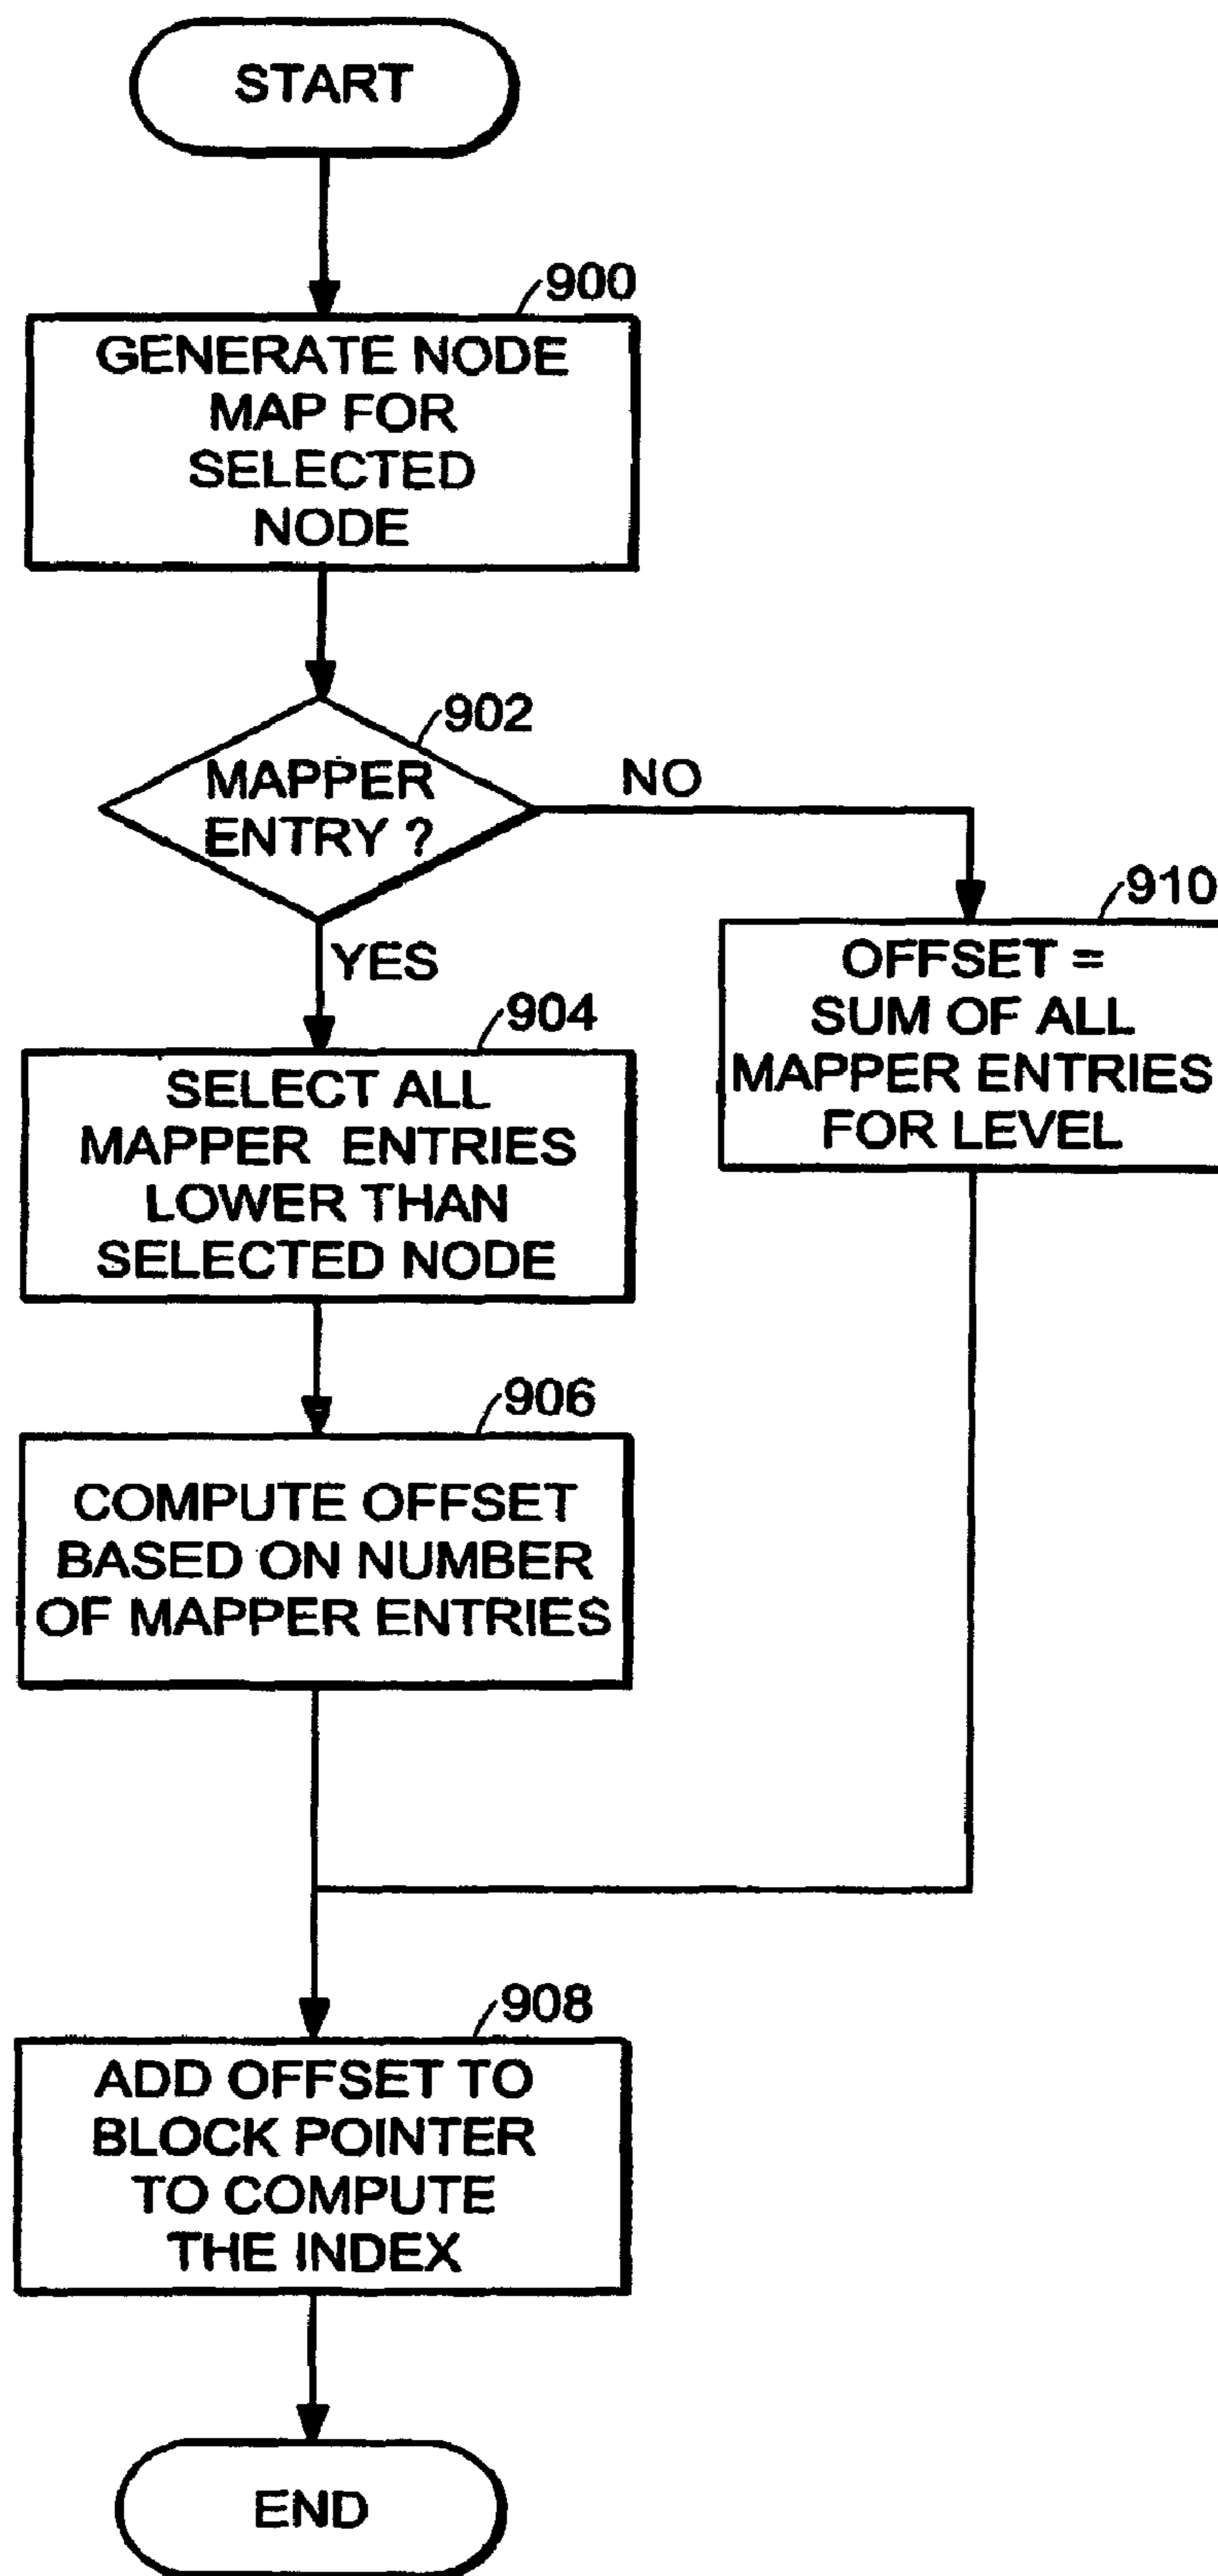 START
900
GENERATE NODE
MAP FOR
SELECTED
NODE
902
MAPPER
ENTRY ?
NO
YES
910
OFFSET =
SUM OF ALL
MAPPER ENTRIES
FOR LEVEL
904
SELECT ALL
MAPPER ENTRIES
LOWER THAN
SELECTED NODE
906
COMPUTE OFFSET
BASED ON NUMBER
OF MAPPER ENTRIES
908
ADD OFFSET TO
BLOCK POINTER
TO COMPUTE
THE INDEX
END